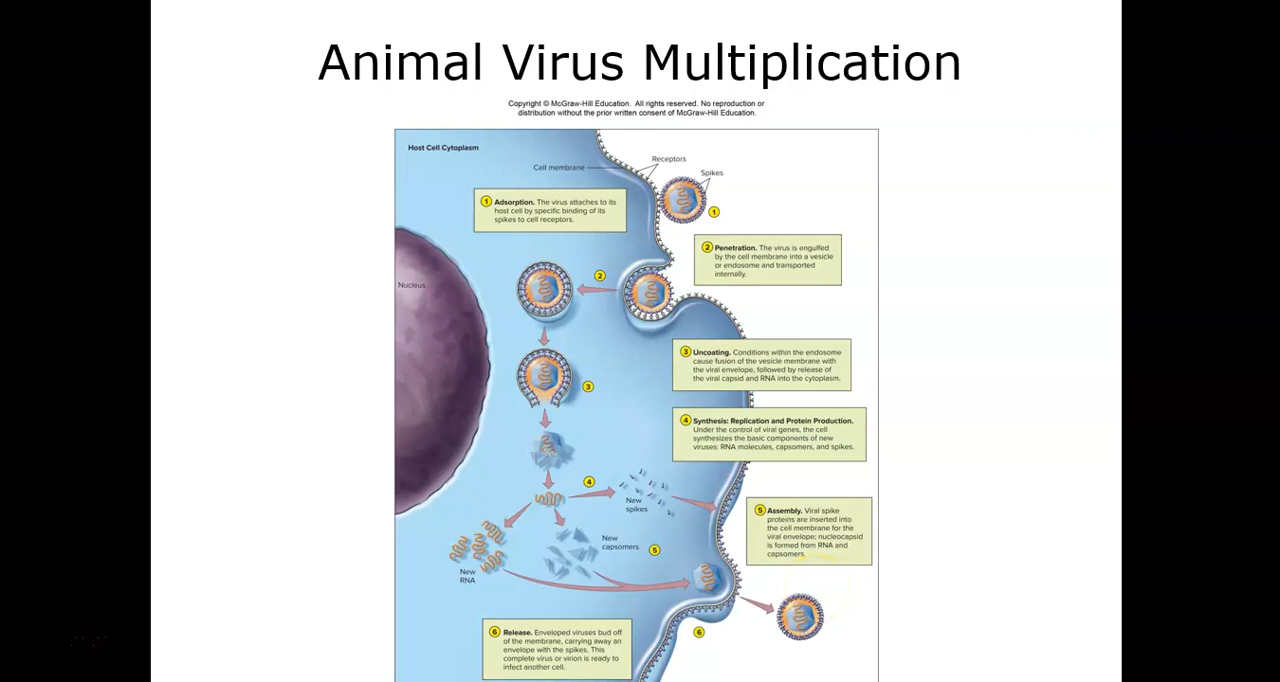 Animal Virus Multiplication
Copyright © McGraw-Hill Education. All rights reserved. No reproduction or
distribution without the prior written consent of McGraw-Hill Education.
Host Cell Cytoplasm
Receptors
Cell membrane
Spikes
1 Adsorption. The virus attaches to its
host cell by specific binding of its
spikes to cell receptors.
1
2 Penetration. The virus is engulfed
by the cell membrane into a vesicle
or endosome and transported
internally.
2
Nucleus
3 Uncoating. Conditions within the endosome
cause fusion of the vesicle membrane with
the viral envelope, followed by release of
the viral capsid and RNA into the cytoplasm.
3
4 Synthesis: Replication and Protein Production.
Under the control of viral genes, the cell
synthesizes the basic components of new
viruses: RNA molecules, capsomers, and spikes.
4
New
spikes
5 Assembly. Viral spike
proteins are inserted into
the cell membrane for the
viral envelope; nucleocapsid
is formed from RNA and
capsomers.
New
capsomers
5
New
RNA
6 Release. Enveloped viruses bud off
of the membrane, carrying away an
envelope with the spikes. This
complete virus or virion is ready to
infect another cell.
6